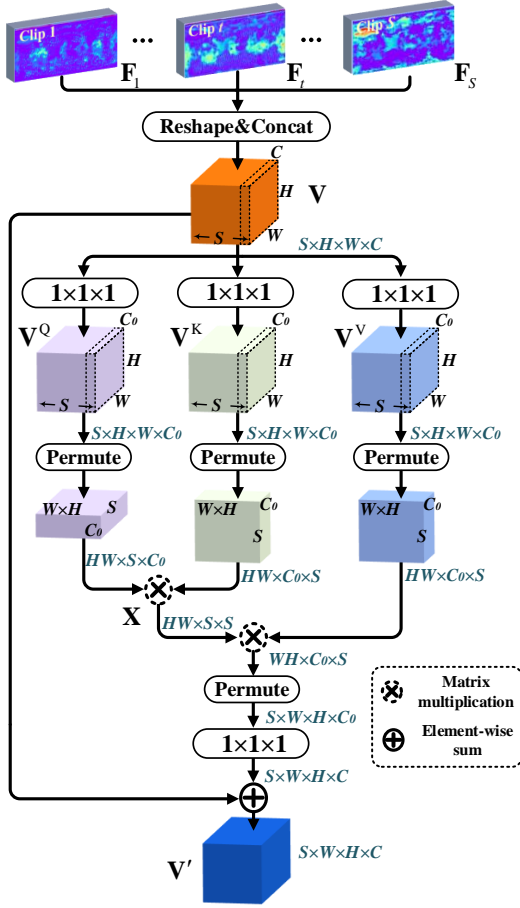 Clip 1
...
Clip t
...
Clip S
F1
Ft
FS
Reshape&Concat
C
V
H
S
W
S×H×W×C
1×1×1
1×1×1
1×1×1
VQ
C0
H
S
W
VK
C0
H
S
W
VV
C0
H
S
W
S×H×W×C0
S×H×W×C0
S×H×W×C0
Permute
Permute
Permute
W×H
S
C0
W×H
C0
S
W×H
C0
S
HW×S×C0
HW×C0×S
HW×C0×S
X
HW×S×S
WH×C0×S
Permute
S×W×H×C0
1×1×1
S×W×H×C
Matrix
multiplication
Element-wise
sum
V′
S×W×H×C